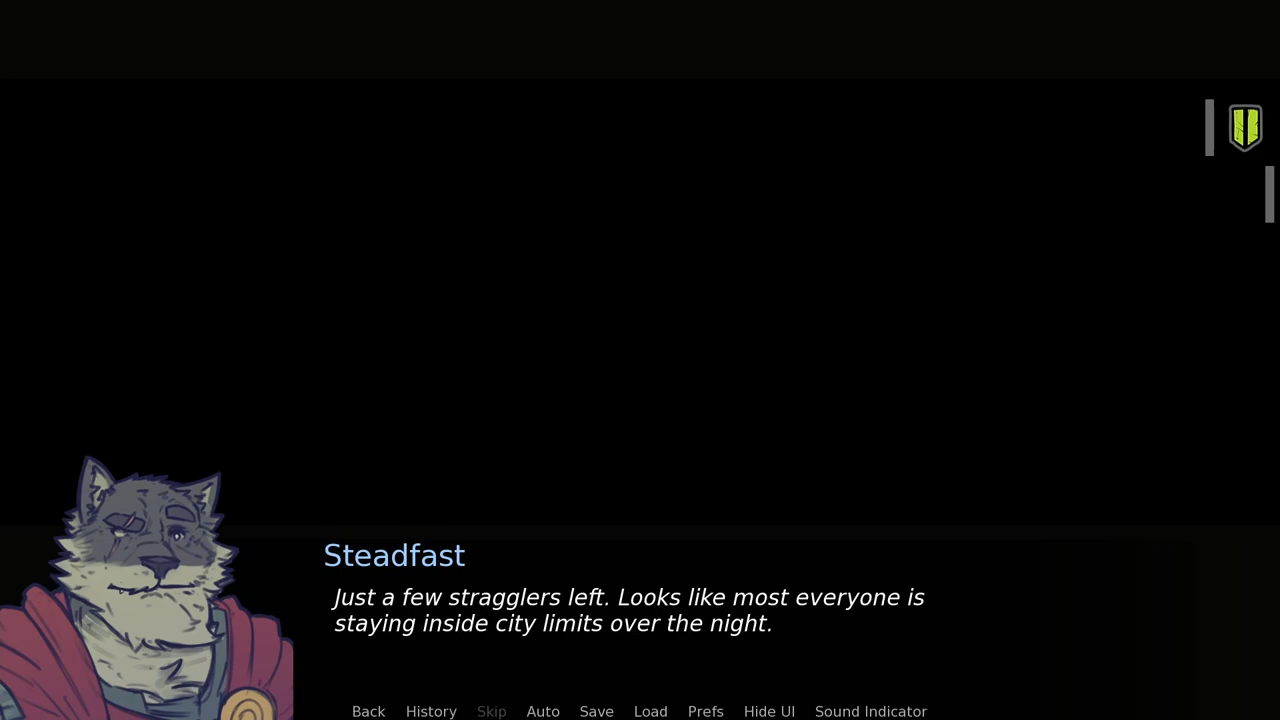 Steadfast
Just a few stragglers left. Looks like most everyone is
staying inside city limits over the night.
Back History Skip Auto Save Load Prefs Hide UI Sound Indicator